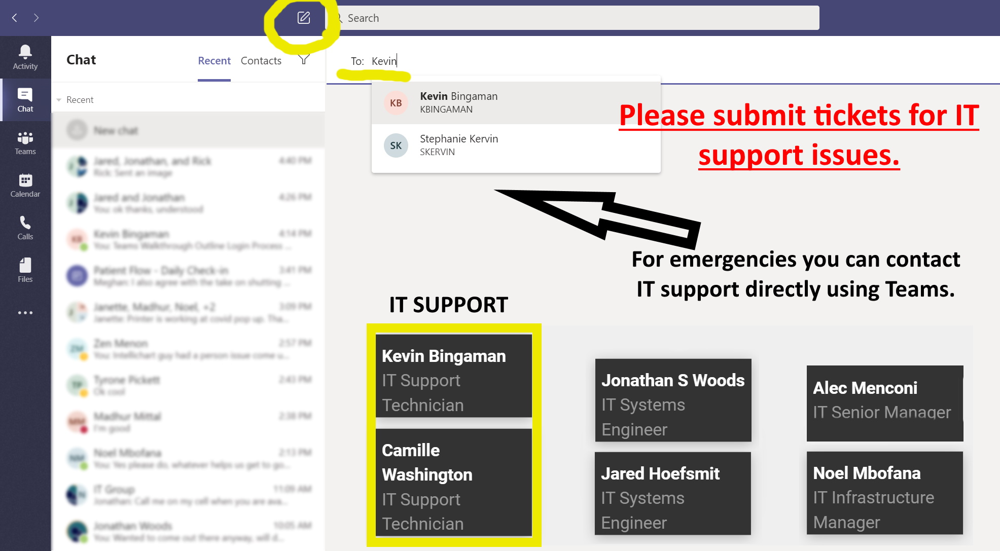 Search
Activity
Chat
Teams
Calendar
Calls
Files
Chat
Recent
Contacts
Recent
New chat
Jared, Jonathan, and Rick 4:40 PM
Rick: Sent an image
Jared and Jonathan 4:26 PM
You: ok thanks, understood
Kevin Bingaman 4:14 PM
KB
You: Teams Walkthrough Outline Login Process ...
Patient Flow - Daily Check-in 3:41 PM
Meghan: I also agree with the take on shutting ...
Janette, Madhur, Noel, +2 3:09 PM
Janette: Printer is working at covid pop up. Tha...
Zen Menon 2:57 PM
ZM
You: Intellichart guy had a person issue come u...
Tyrone Pickett 2:43 PM
TP
Ok cool
Madhur Mittal 2:38 PM
MM
I'm good
Noel Mbofana 2:13 PM
NM
You: Yes please do, whatever helps us get to go...
IT Group 11:09 AM
Jonathan: Call me on my cell when you are ava...
Jonathan Woods 10:05 AM
You: Wanted to come out there anyway, will d...
To: Kevin
KB
Kevin Bingaman
KBINGAMAN
SK
Stephanie Kervin
SKERVIN
Please submit tickets for IT
support issues.
For emergencies you can contact
IT support directly using Teams.
IT SUPPORT
Kevin Bingaman
IT Support
Technician
Camille
Washington
IT Support
Technician
Jonathan S Woods
IT Systems
Engineer
Jared Hoefsmit
IT Systems
Engineer
Alec Menconi
IT Senior Manager
Noel Mbofana
IT Infrastructure
Manager